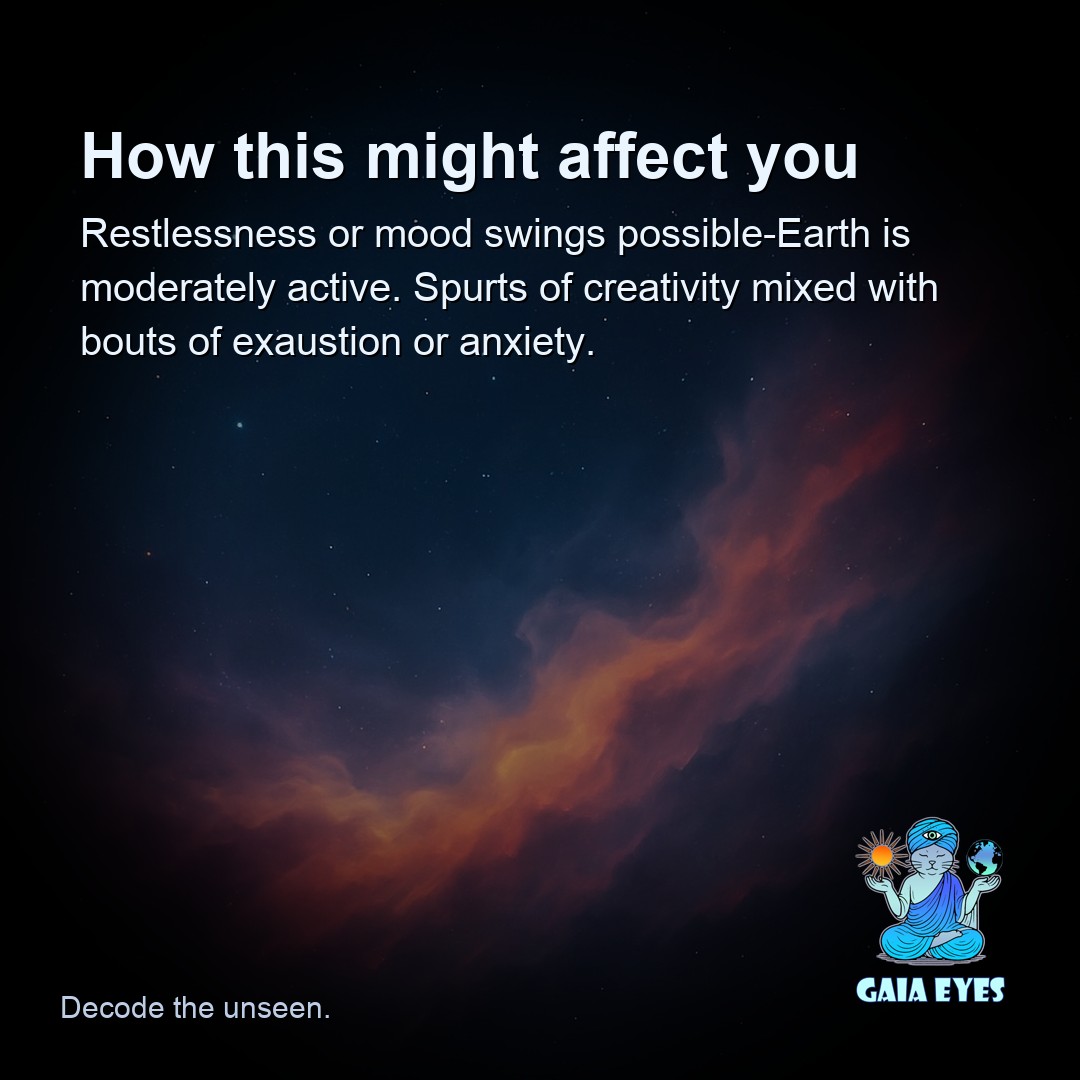 How this might affect you
Restlessness or mood swings possible-Earth is
moderately active. Spurts of creativity mixed with
bouts of exaustion or anxiety.
GAIA EYES
Decode the unseen.